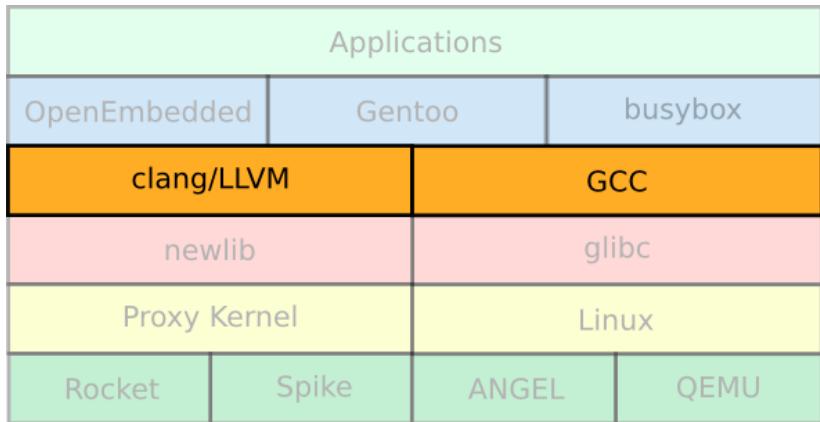 Applications
OpenEmbedded Gentoo busybox
clang/LLVM GCC
newlib glibc
Proxy Kernel Linux
Rocket Spike ANGEL QEMU